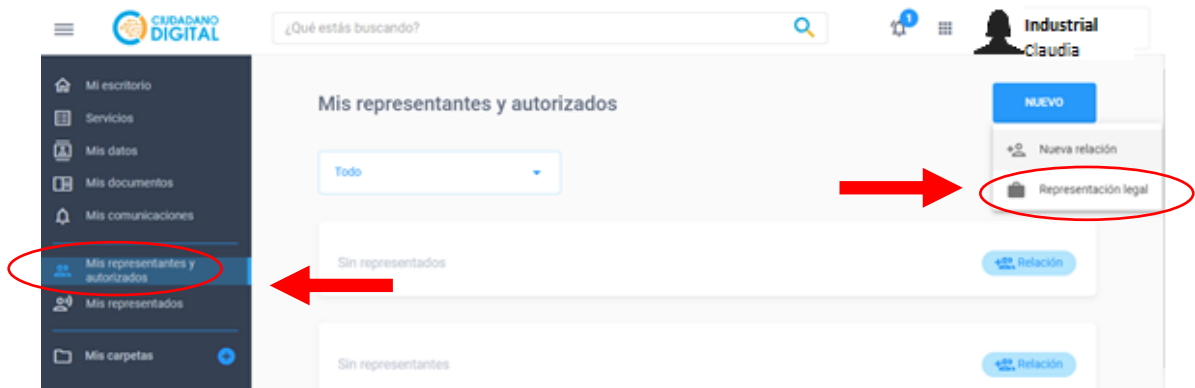 CIUDADANO
DIGITAL
¿Qué estás buscando?
1
Industrial
Claudia
Mi escritorio
Servicios
Mis datos
Mis documentos
Mis comunicaciones
Mis representantes y
autorizados
Mis representados
Mis carpetas
Mis representantes y autorizados
NUEVO
Nueva relación
Representación legal
Todo
Sin representados
Relación
Sin representantes
Relación